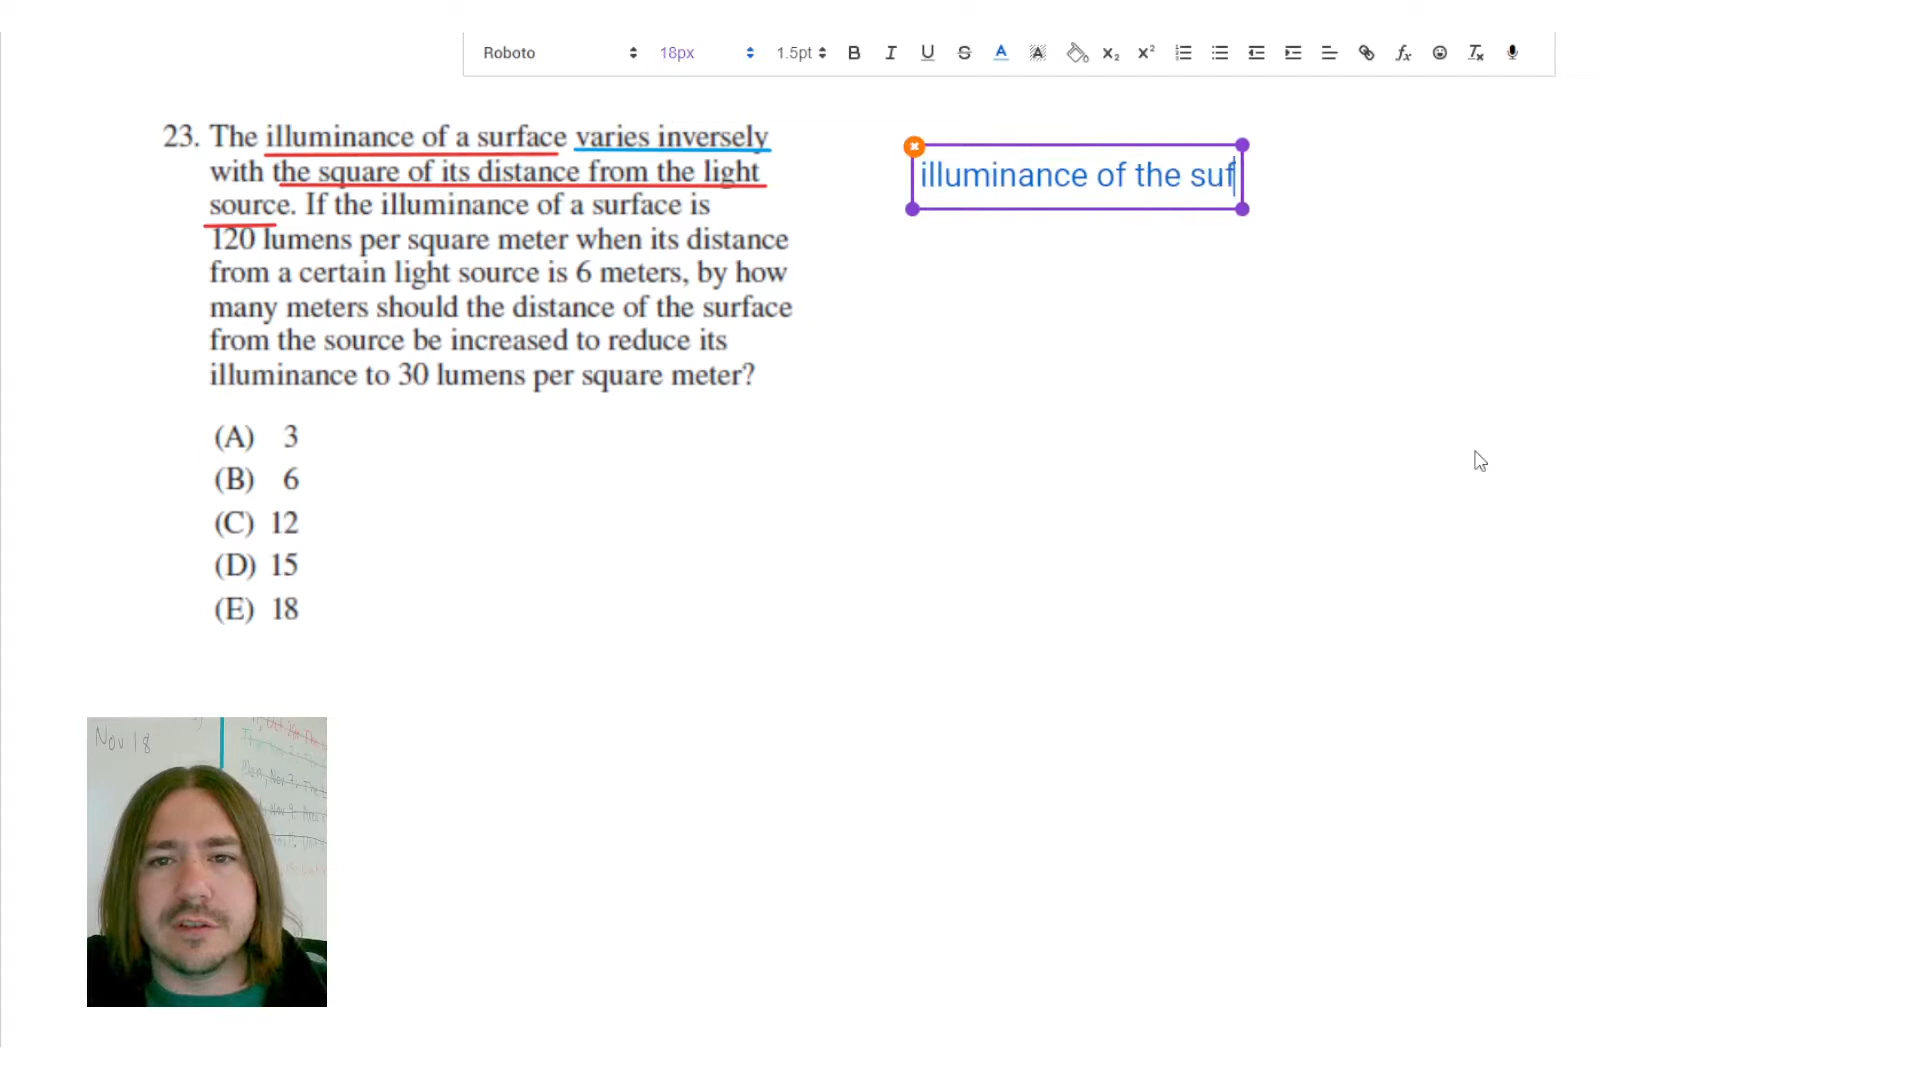 Roboto 18px 1.5pt B I U S A A X₂ X² fx Tx
23. The illuminance of a surface varies inversely
with the square of its distance from the light
source. If the illuminance of a surface is
120 lumens per square meter when its distance
from a certain light source is 6 meters, by how
many meters should the distance of the surface
from the source be increased to reduce its
illuminance to 30 lumens per square meter?
(A) 3
(B) 6
(C) 12
(D) 15
(E) 18
illuminance of the suf
Nov 18